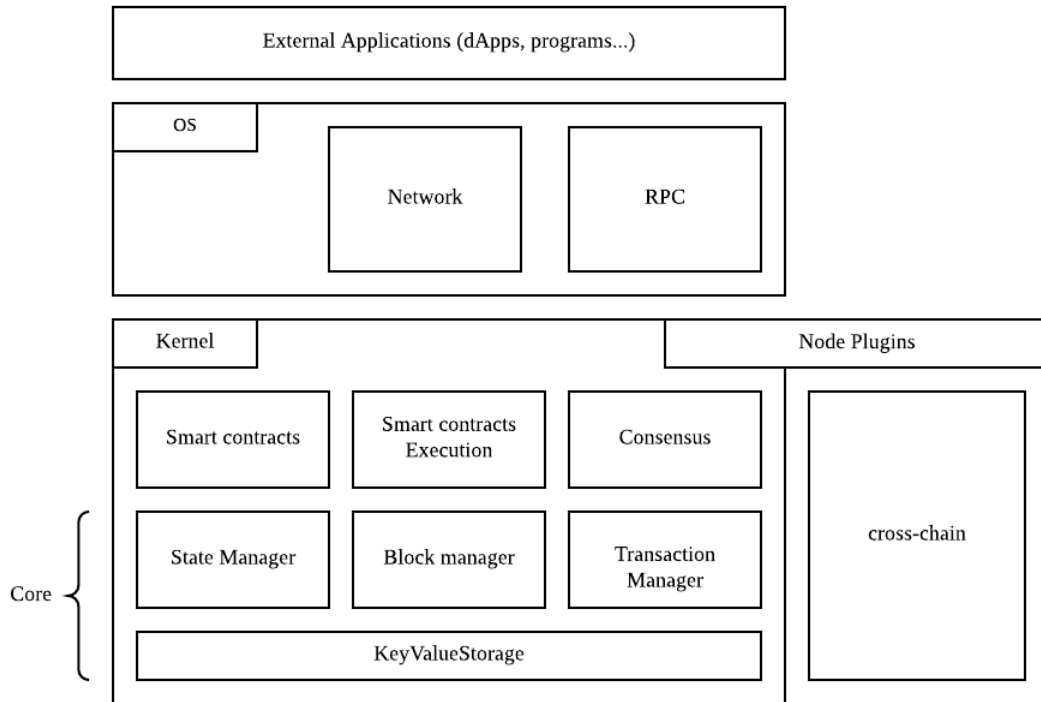 External Applications (dApps, programs...)
OS
Network
RPC
Kernel
Node Plugins
Smart contracts
Smart contracts
Execution
Consensus
cross-chain
State Manager
Block manager
Transaction
Manager
Core
KeyValueStorage